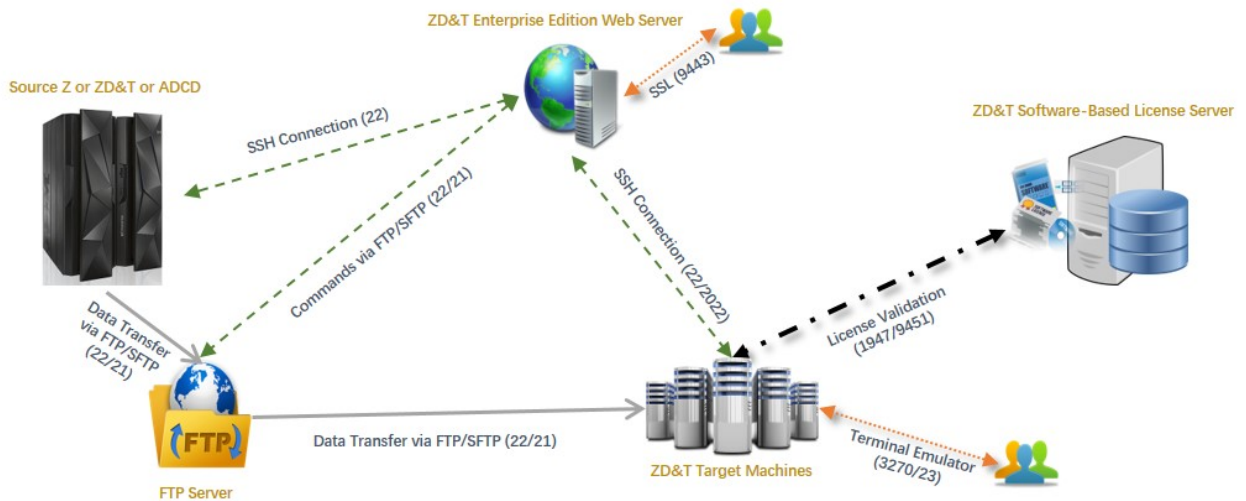 ZD&T Enterprise Edition Web Server
SSL (9443)
Source Z or ZD&T or ADCD
SSH Connection (22)
ZD&T Software-Based License Server
SOFTWARE
Commands via FTP/SFTP (22/21)
SSH Connection (22/2022)
License Validation
(1947/9451)
Data Transfer
via FTP/SFTP
(22/21)
FTP
Data Transfer via FTP/SFTP (22/21)
Terminal Emulator
(3270/23)
ZD&T Target Machines
FTP Server